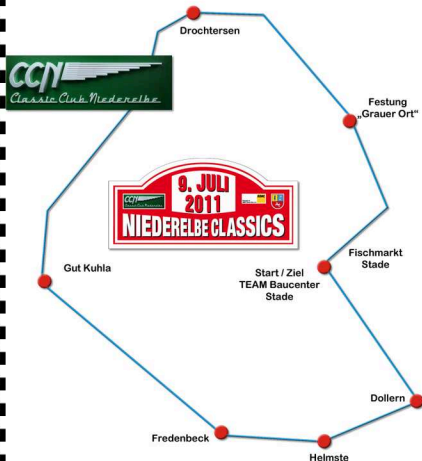 Drochtersen
CCN
Classic Club Niederelbe
Festung
„Grauer Ort“
9. JULI
2011
NIEDERELBE CLASSICS
Gut Kuhla
Fischmarkt
Stade
Start / Ziel
TEAM Baucenter
Stade
Dollern
Fredenbeck
Helmste